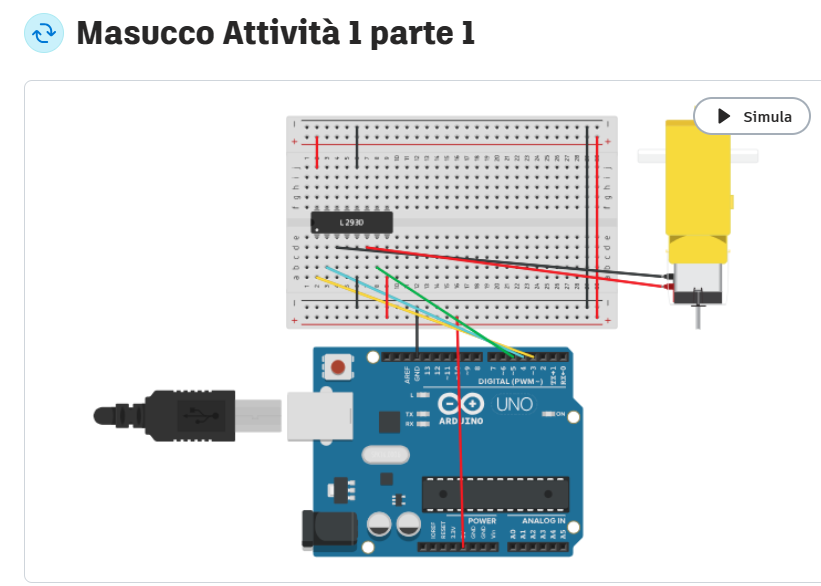 Masucco Attività 1 parte 1
Simula
L293D
AREF
GND
13
12
~11
~10
~9
8
7
~6
~5
4
~3
2
TX→1
RX←0
DIGITAL (PWM~)
L
TX
RX
ARDUINO
UNO
ON
POWER
ANALOG IN
IOREF
RESET
3.3V
GND
GND
Vin
A0
A1
A2
A3
A4
A5